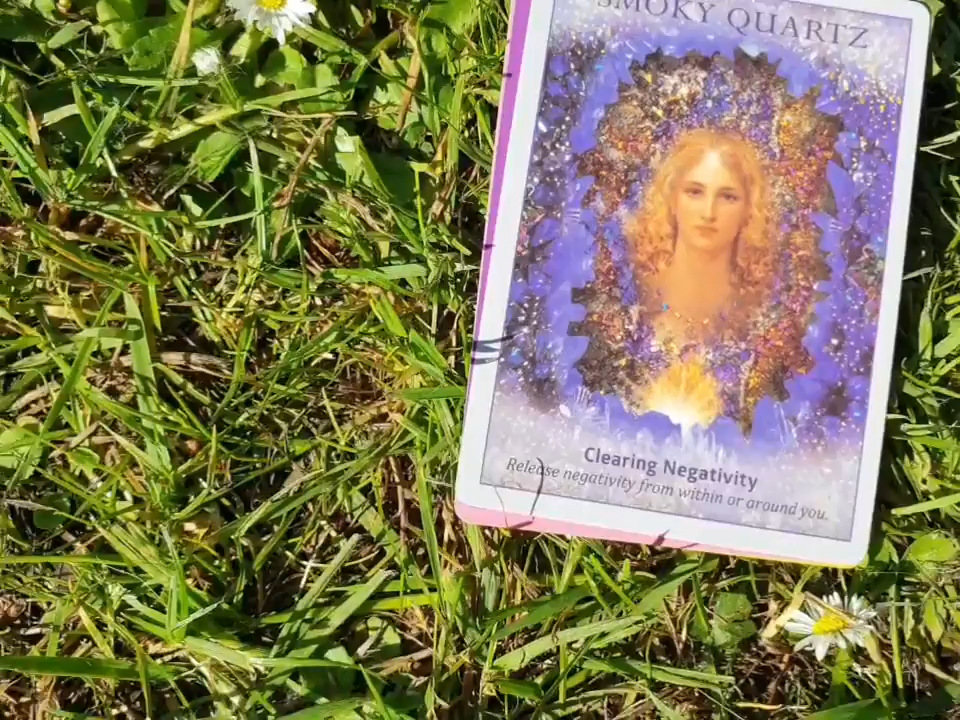 SMOKY QUARTZ
Clearing Negativity
Release negativity from within or around you.